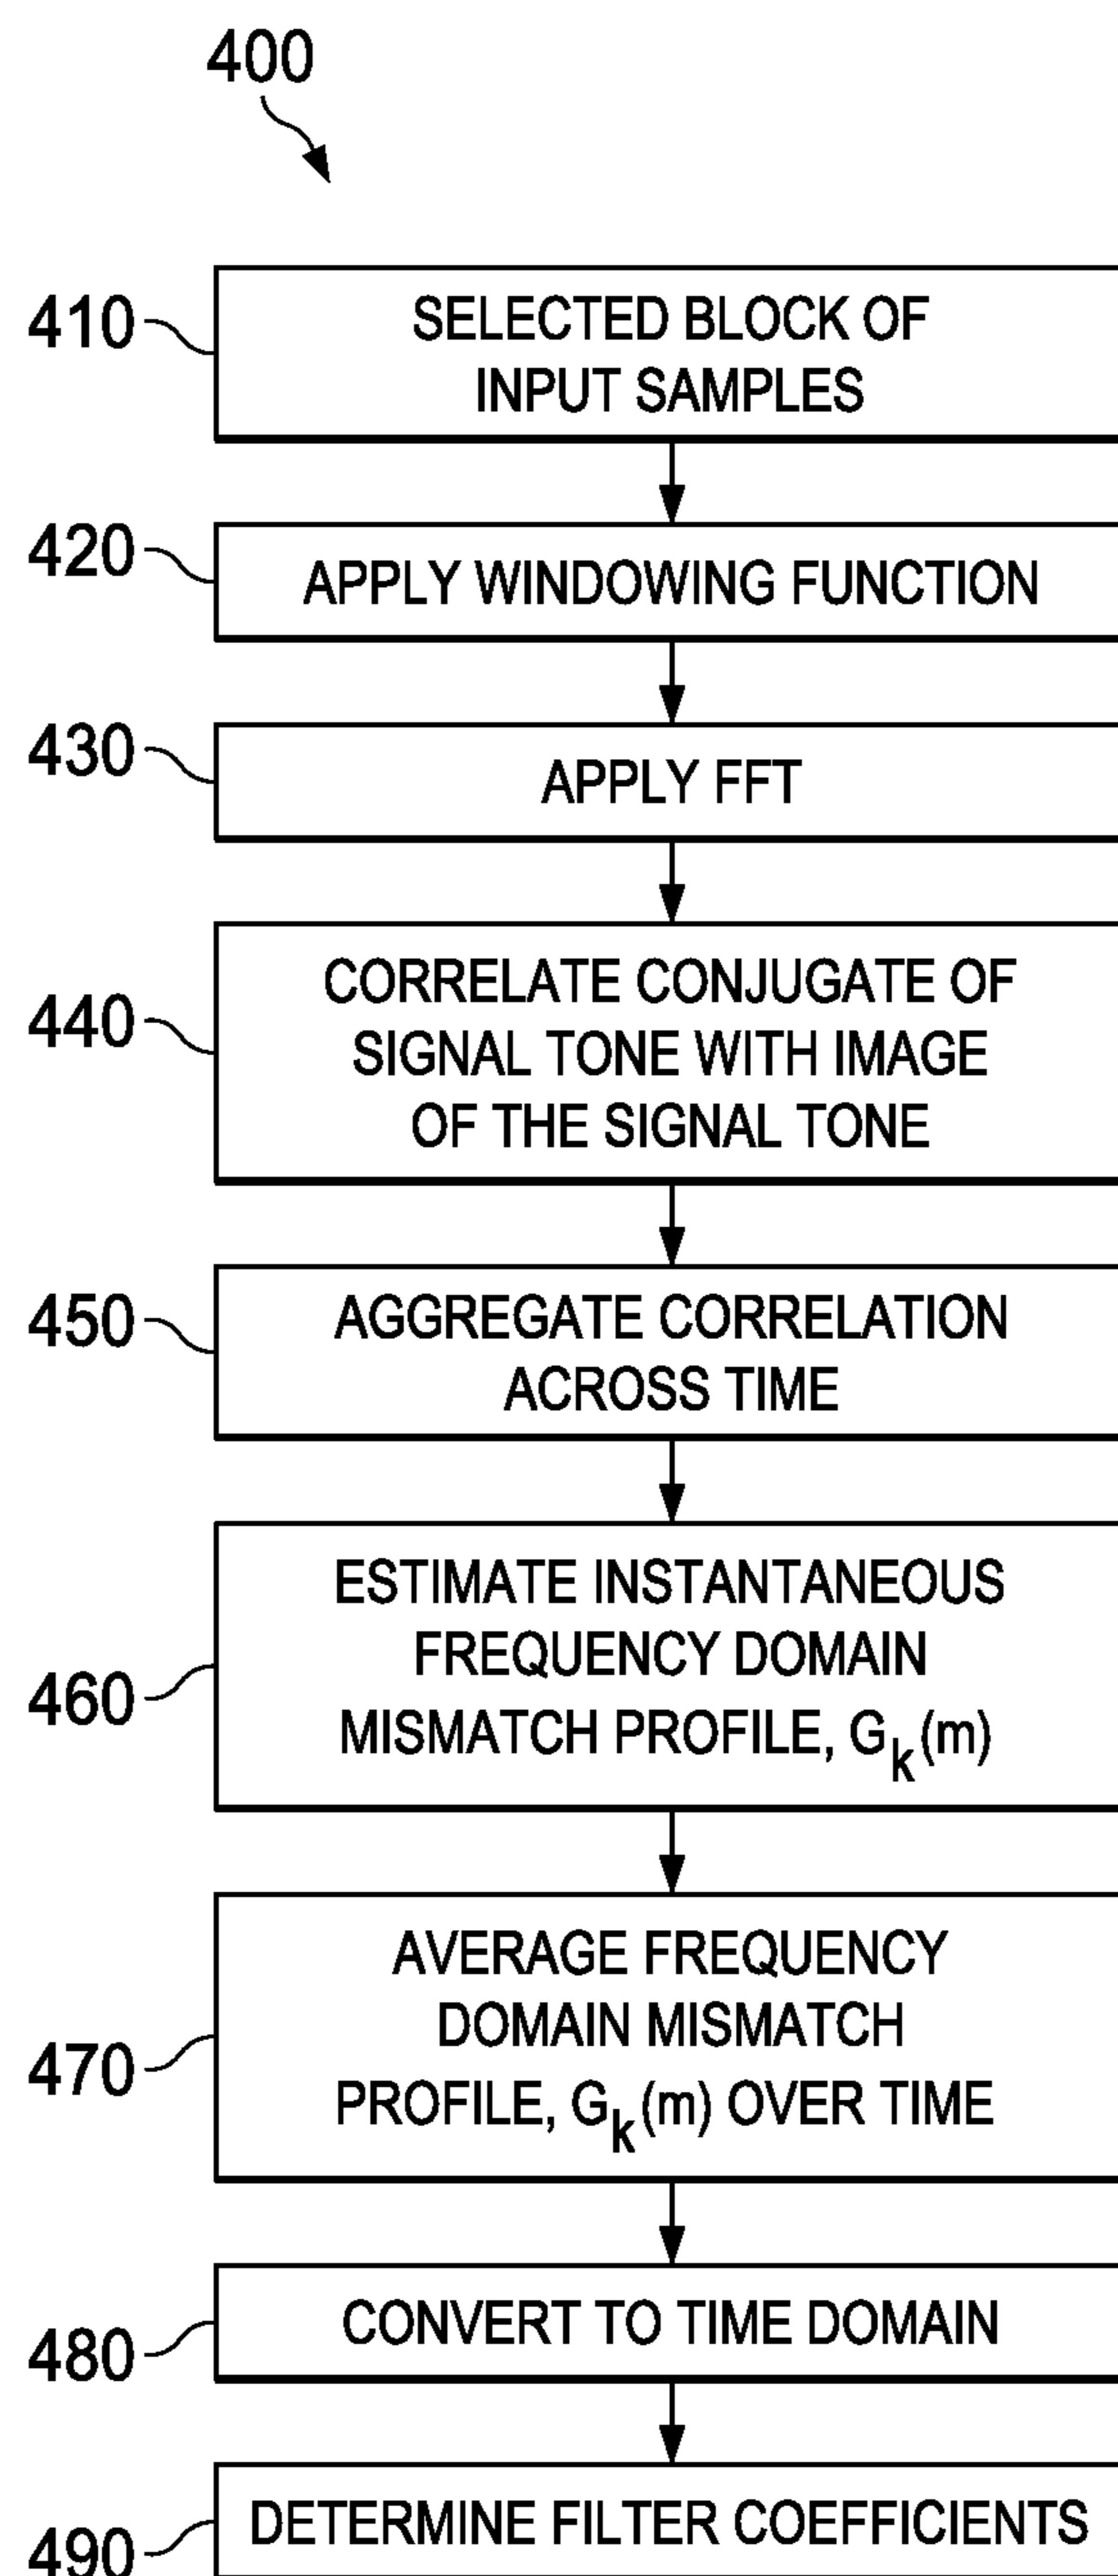 400
410
SELECTED BLOCK OF
INPUT SAMPLES
420
APPLY WINDOWING FUNCTION
430
APPLY FFT
440
CORRELATE CONJUGATE OF
SIGNAL TONE WITH IMAGE
OF THE SIGNAL TONE
450
AGGREGATE CORRELATION
ACROSS TIME
460
ESTIMATE INSTANTANEOUS
FREQUENCY DOMAIN
MISMATCH PROFILE, Gk(m)
470
AVERAGE FREQUENCY
DOMAIN MISMATCH
PROFILE, Gk(m) OVER TIME
480
CONVERT TO TIME DOMAIN
490
DETERMINE FILTER COEFFICIENTS